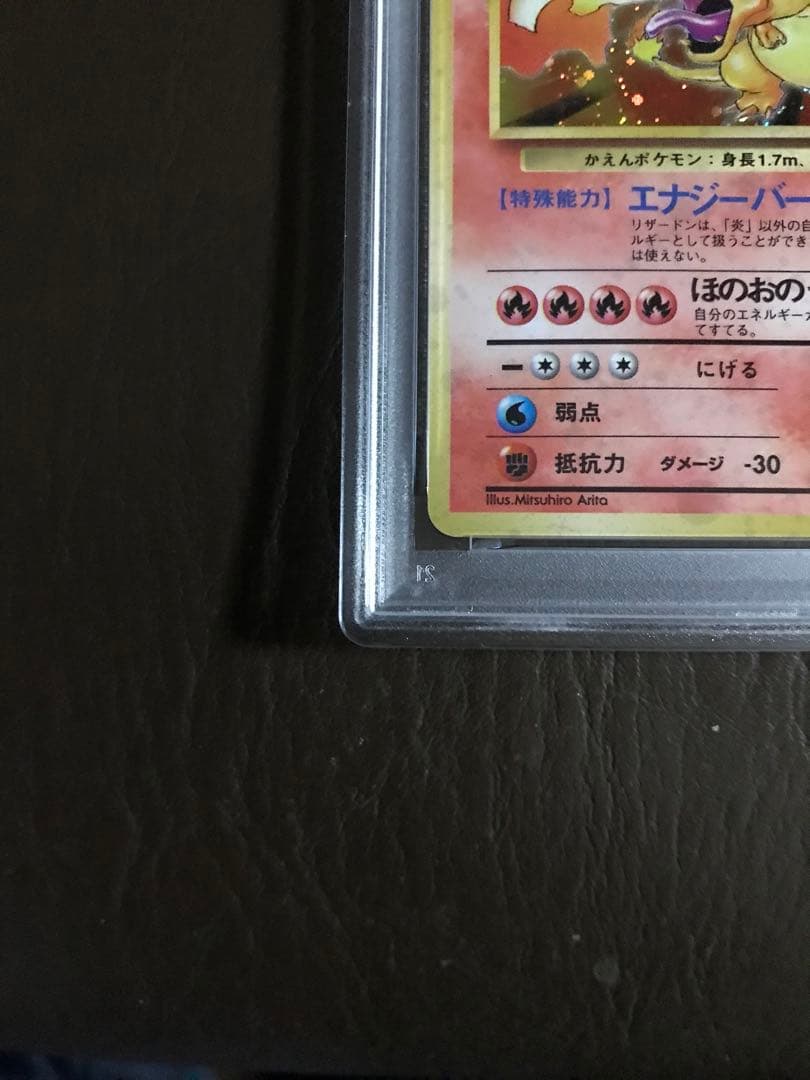 かえんポケモン：身長1.7m、
【特殊能力】 エナジーバー
リザードンは、「炎」以外の自
ルギーとして扱うことができ
は使えない。
ほのおの
自分のエネルギー
てすてる。
にげる
弱点
抵抗力 ダメージ -30
Illus.Mitsuhiro Arita
21